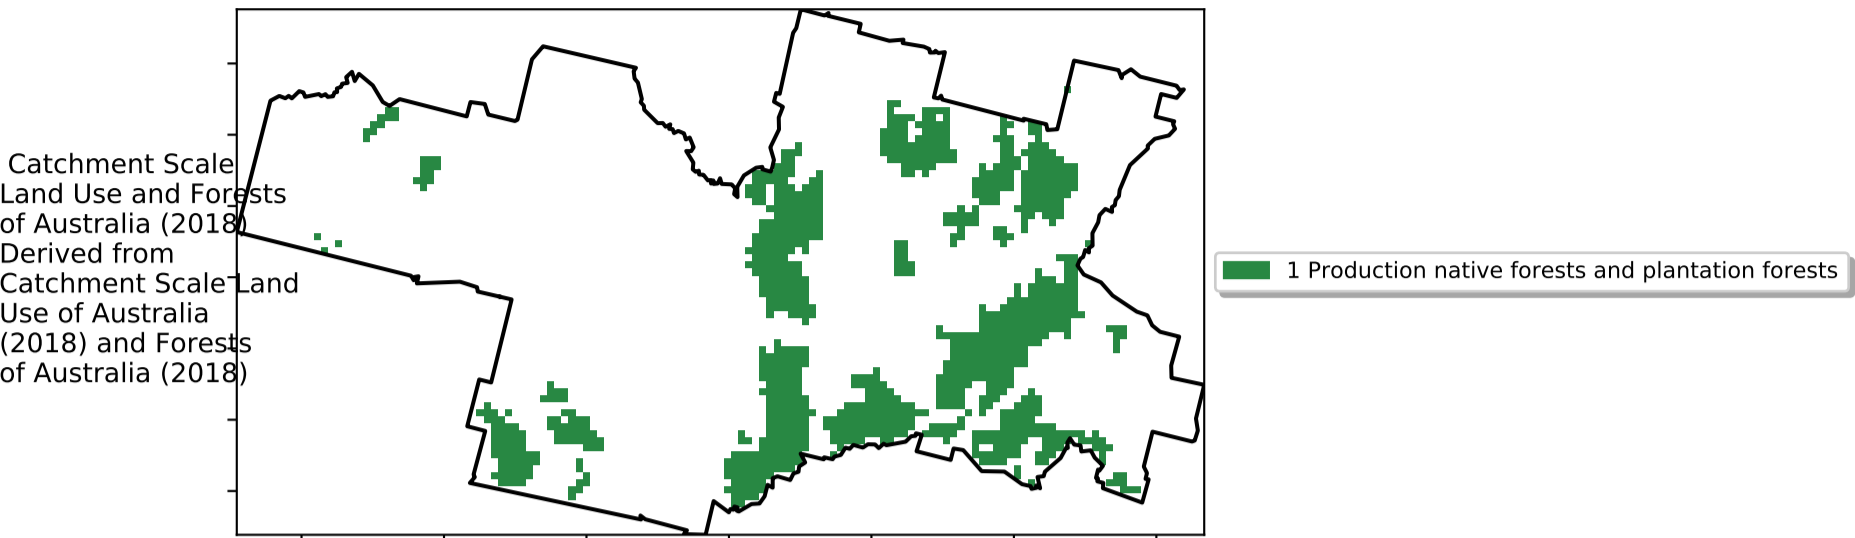 Catchment Scale
Land Use and Forests
of Australia (2018)
Derived from
Catchment Scale Land
Use of Australia
(2018) and Forests
of Australia (2018)
1 Production native forests and plantation forests